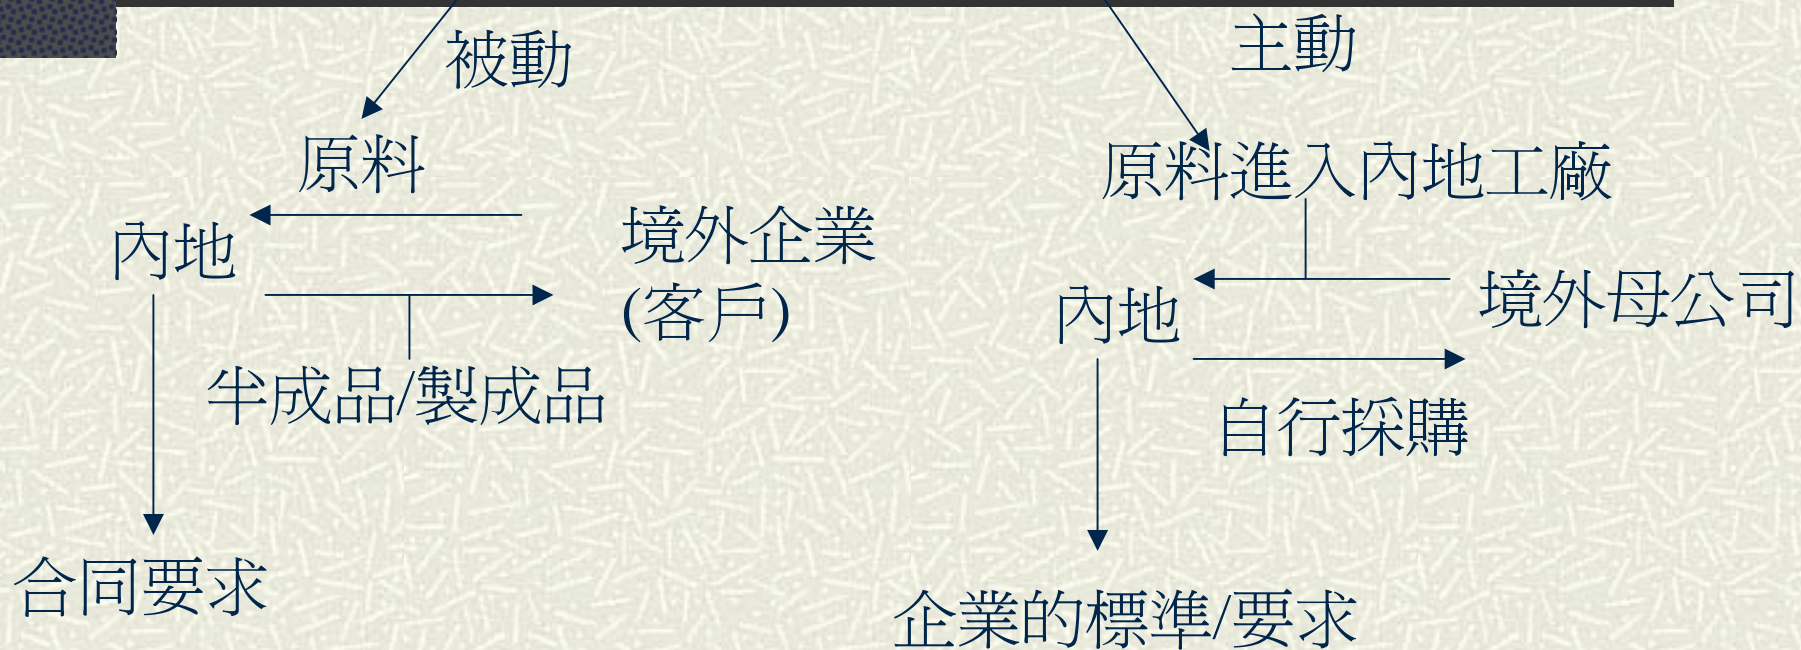 被動
原料
內地
境外企業
(客戶)
半成品/製成品
合同要求
主動
原料進入內地工廠
內地
境外母公司
自行採購
企業的標準/要求